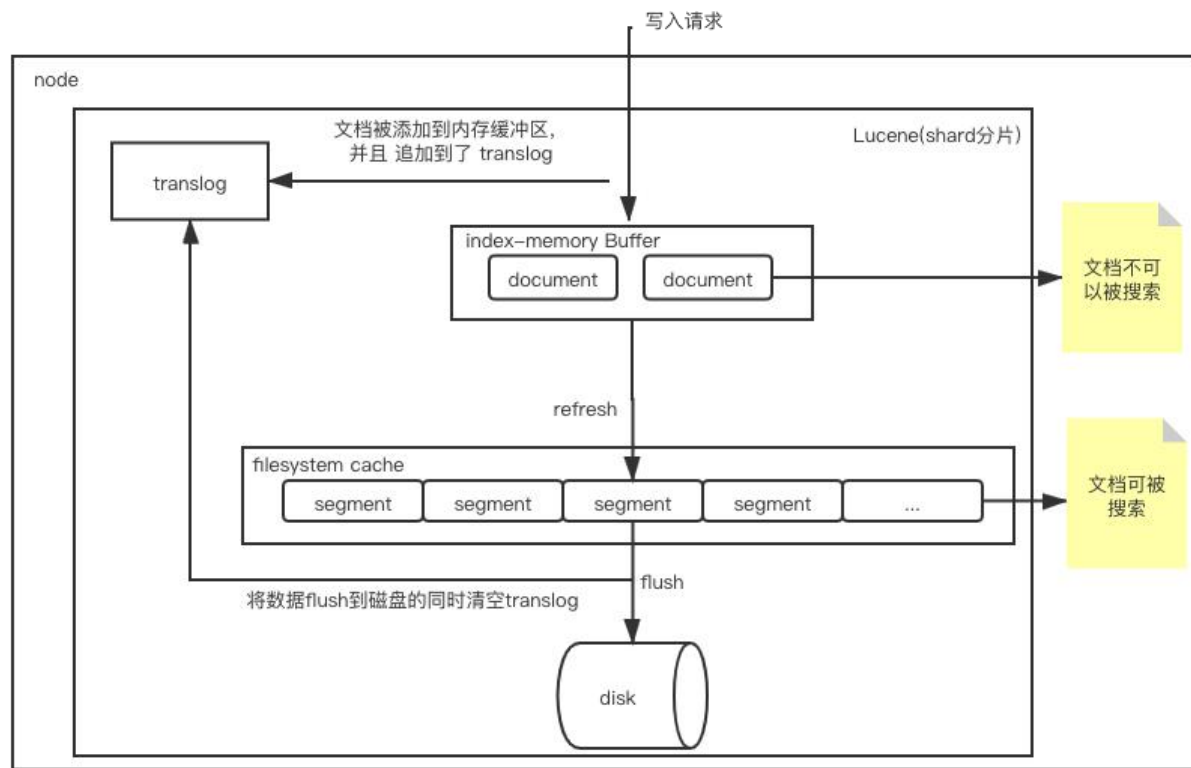 写入请求
node
Lucene(shard分片)
文档被添加到内存缓冲区，
并且 追加到了 translog
translog
index-memory Buffer
document
document
文档不可
以被搜索
refresh
filesystem cache
segment
segment
segment
segment
...
文档可被
搜索
flush
将数据flush到磁盘的同时清空translog
disk